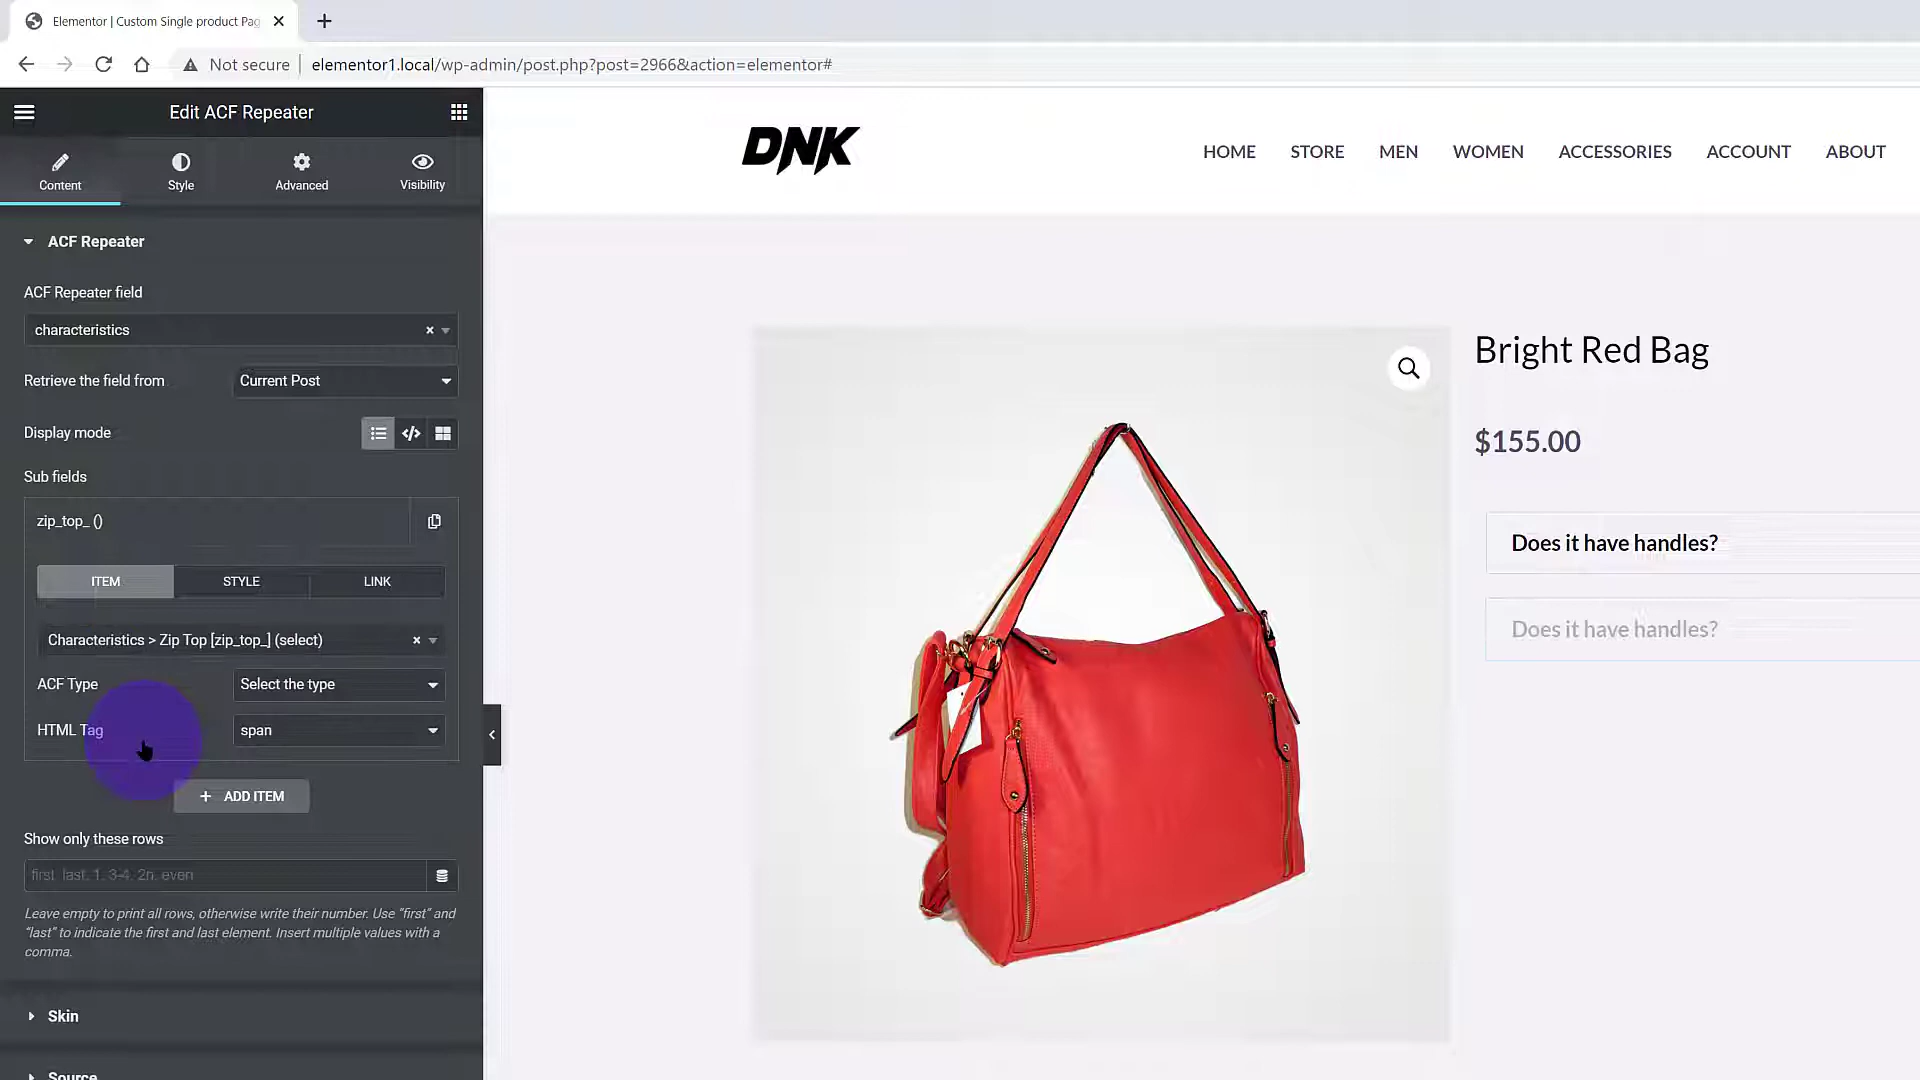 Elementor | Custom Single product Pag
Not secure
elementor1.local/wp-admin/post.php?post=2966&action=elementor#
Edit ACF Repeater
Content
Style
Advanced
Visibility
ACF Repeater
ACF Repeater field
characteristics
Retrieve the field from
Current Post
Display mode
Sub fields
zip_top_ ()
ITEM
STYLE
LINK
Characteristics > Zip Top [zip_top_] (select)
ACF Type
Select the type
HTML Tag
span
+ ADD ITEM
Show only these rows
first, last, 1, 3-4, 2n, even
Leave empty to print all rows, otherwise write their number. Use "first" and
"last" to indicate the first and last element. Insert multiple values with a
comma.
Skin
Source
DNK
HOME
STORE
MEN
WOMEN
ACCESSORIES
ACCOUNT
ABOUT
Bright Red Bag
$155.00
Does it have handles?
Does it have handles?